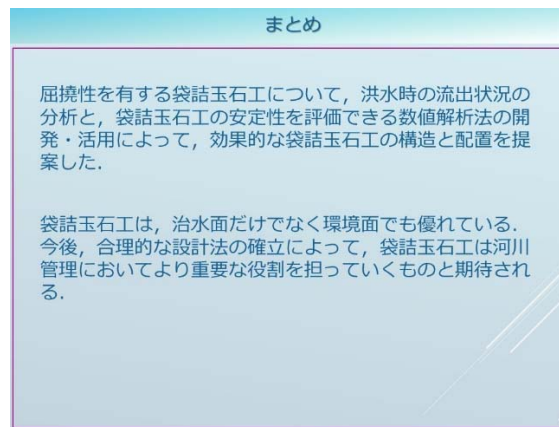 まとめ
屈撓性を有する袋詰玉石工について，洪水時の流出状況の
分析と，袋詰玉石工の安定性を評価できる数値解析法の開
発・活用によって，効果的な袋詰玉石工の構造と配置を提
案した．
袋詰玉石工は，治水面だけでなく環境面でも優れている．
今後，合理的な設計法の確立によって，袋詰玉石工は河川
管理においてより重要な役割を担っていくものと期待され
る．